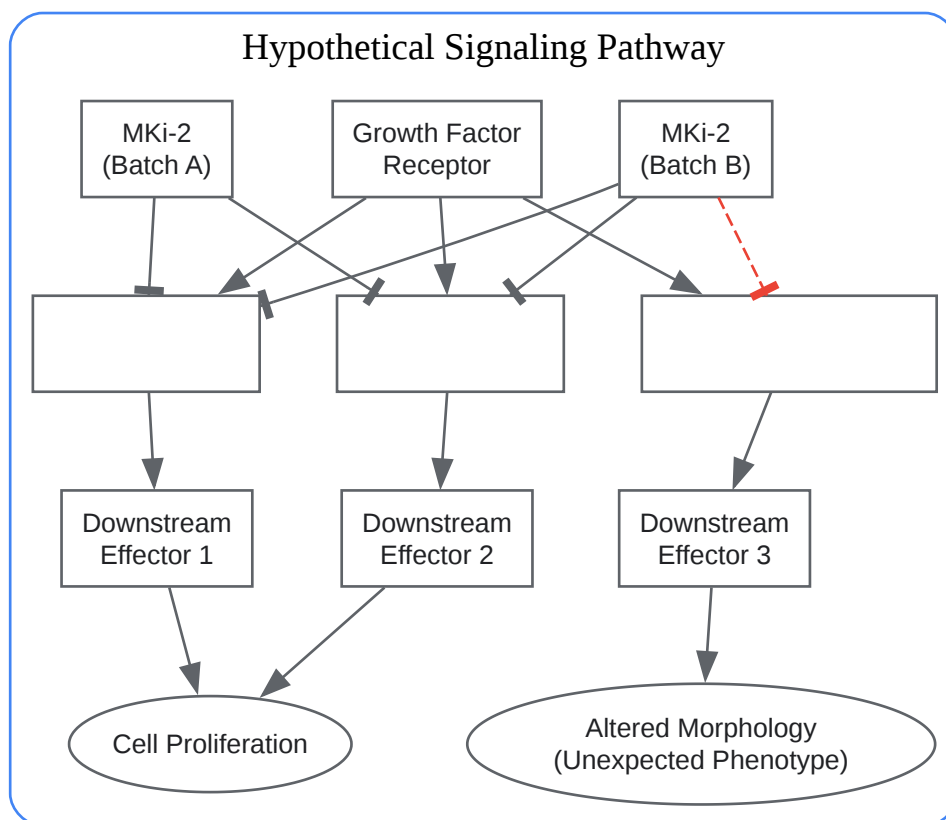 Hypothetical Signaling Pathway
MKi-2
(Batch A)
Growth Factor
Receptor
MKi-2
(Batch B)
Downstream
Effector 1
Downstream
Effector 2
Downstream
Effector 3
Cell Proliferation
Altered Morphology
(Unexpected Phenotype)